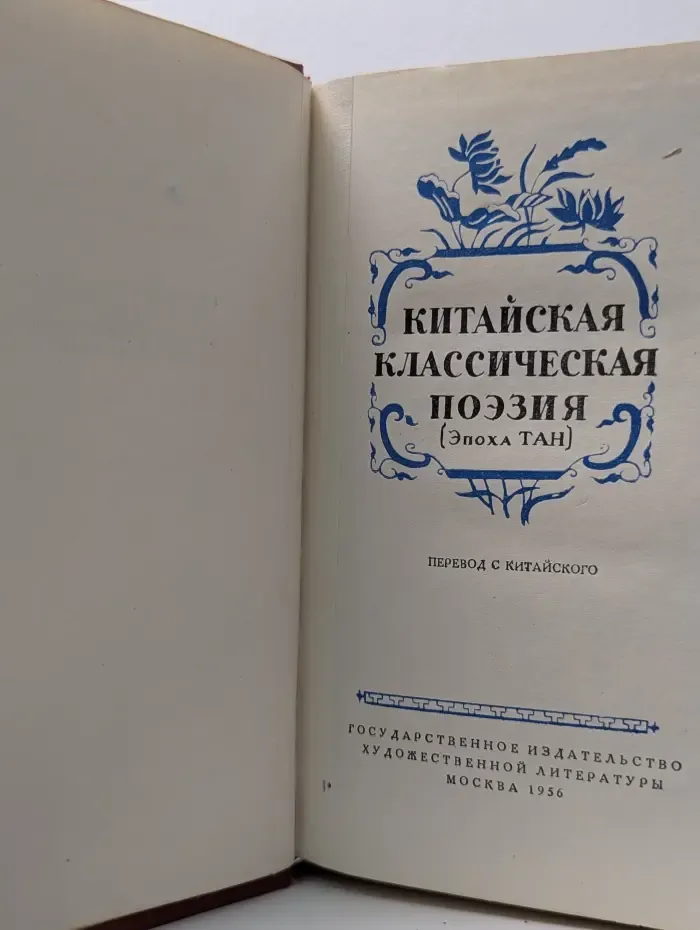 КИТАЙСКАЯ
КЛАССИЧЕСКАЯ
ПОЭЗИЯ
(Эпоха ТАН)
ПЕРЕВОД С КИТАЙСКОГО
ГОСУДАРСТВЕННОЕ ИЗДАТЕЛЬСТВО
ХУДОЖЕСТВЕННОЙ ЛИТЕРАТУРЫ
МОСКВА 1956
1*